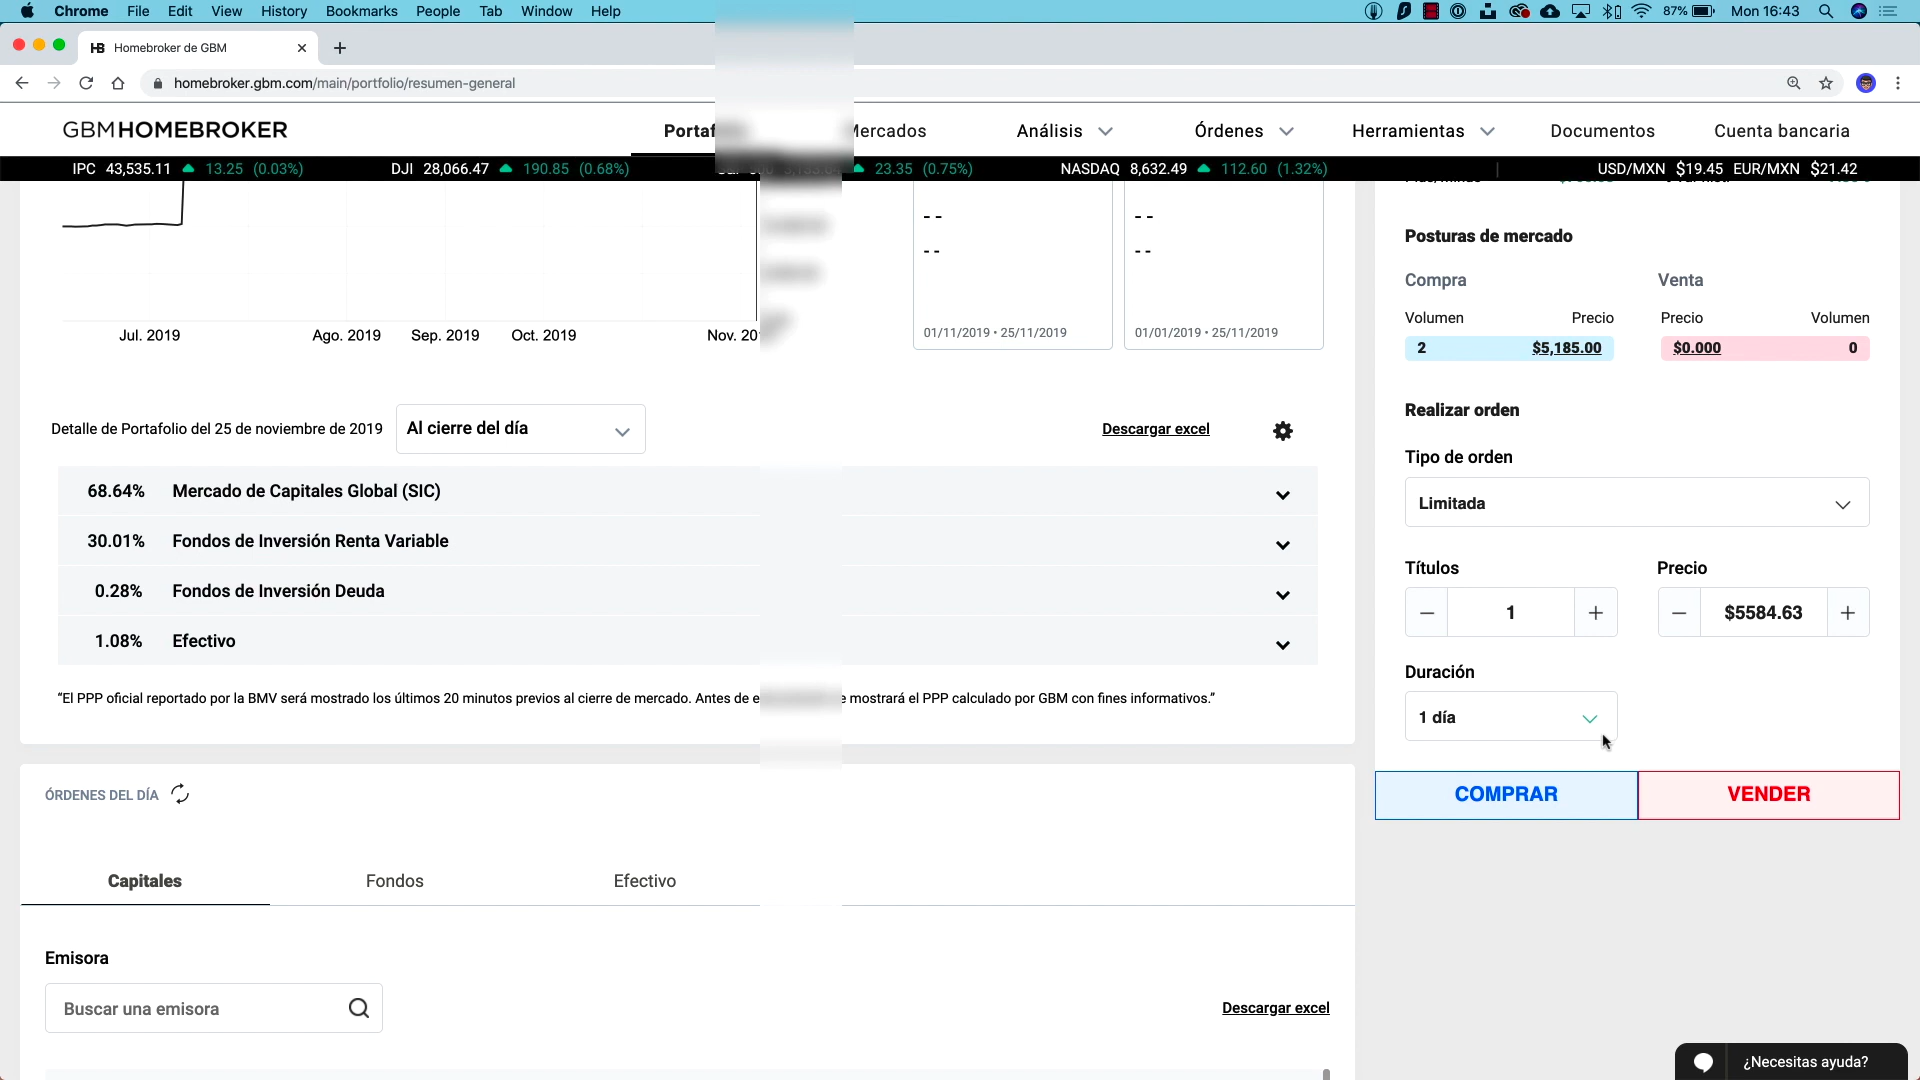 Chrome File Edit View History Bookmarks People Tab Window Help 87% Mon 16:43
HB Homebroker de GBM
homebroker.gbm.com/main/portfolio/resumen-general
GBMHOMEBROKER Mercados Análisis Órdenes Herramientas Documentos Cuenta bancaria
IPC 43,535.11 13.25 (0.03%) DJI 28,066.47 190.85 (0.68%) 23.35 (0.75%) NASDAQ 8,632.49 112.60 (1.32%) USD/MXN $19.45 EUR/MXN $21.42
-- --
-- --
01/11/2019 • 25/11/2019 01/01/2019 • 25/11/2019
Jul. 2019 Ago. 2019 Sep. 2019 Oct. 2019 Nov. 20
Detalle de Portafolio del 25 de noviembre de 2019 Al cierre del día Descargar excel
68.64% Mercado de Capitales Global (SIC)
30.01% Fondos de Inversión Renta Variable
0.28% Fondos de Inversión Deuda
1.08% Efectivo
“El PPP oficial reportado por la BMV será mostrado los últimos 20 minutos previos al cierre de mercado. Antes de mostrará el PPP calculado por GBM con fines informativos.”
ÓRDENES DEL DÍA
Capitales Fondos Efectivo
Emisora
Buscar una emisora
Descargar excel
Posturas de mercado
Compra Venta
Volumen Precio Precio Volumen
2 $5,185.00 $0.000 0
Realizar orden
Tipo de orden
Limitada
Títulos Precio
− 1 + − $5584.63 +
Duración
1 día
COMPRAR VENDER
¿Necesitas ayuda?